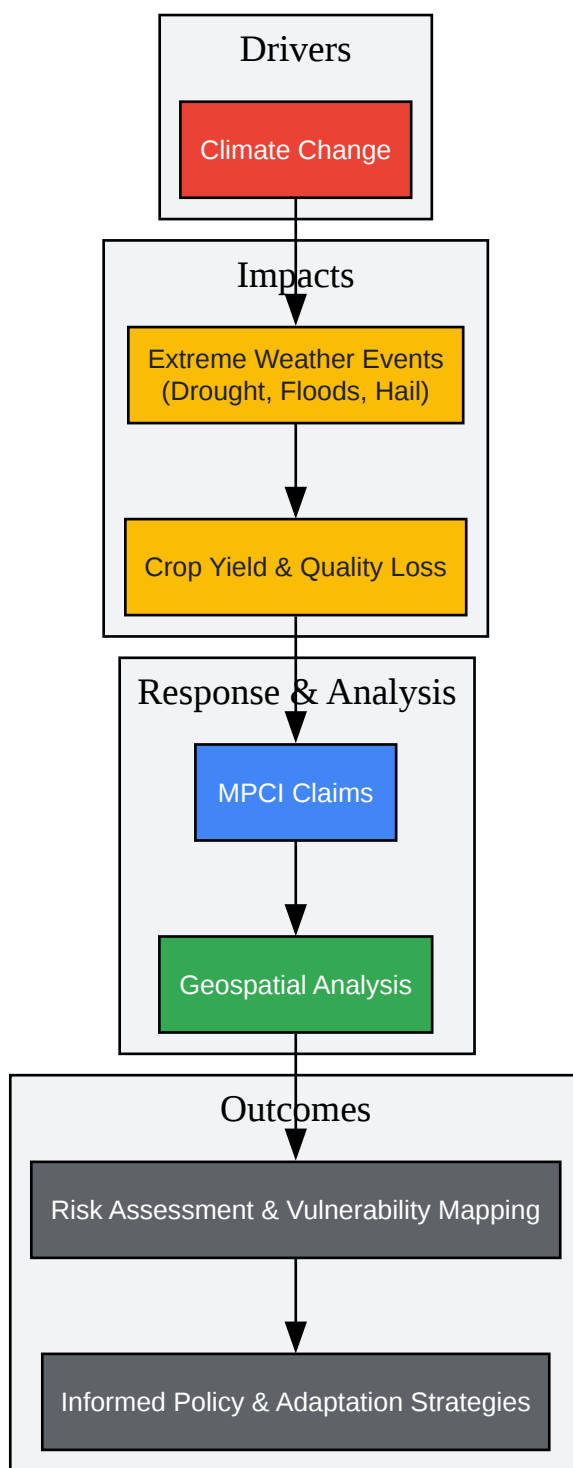 Drivers
Climate Change
Impacts
Extreme Weather Events
(Drought, Floods, Hail)
Crop Yield & Quality Loss
Response & Analysis
MPCI Claims
Geospatial Analysis
Outcomes
Risk Assessment & Vulnerability Mapping
Informed Policy & Adaptation Strategies